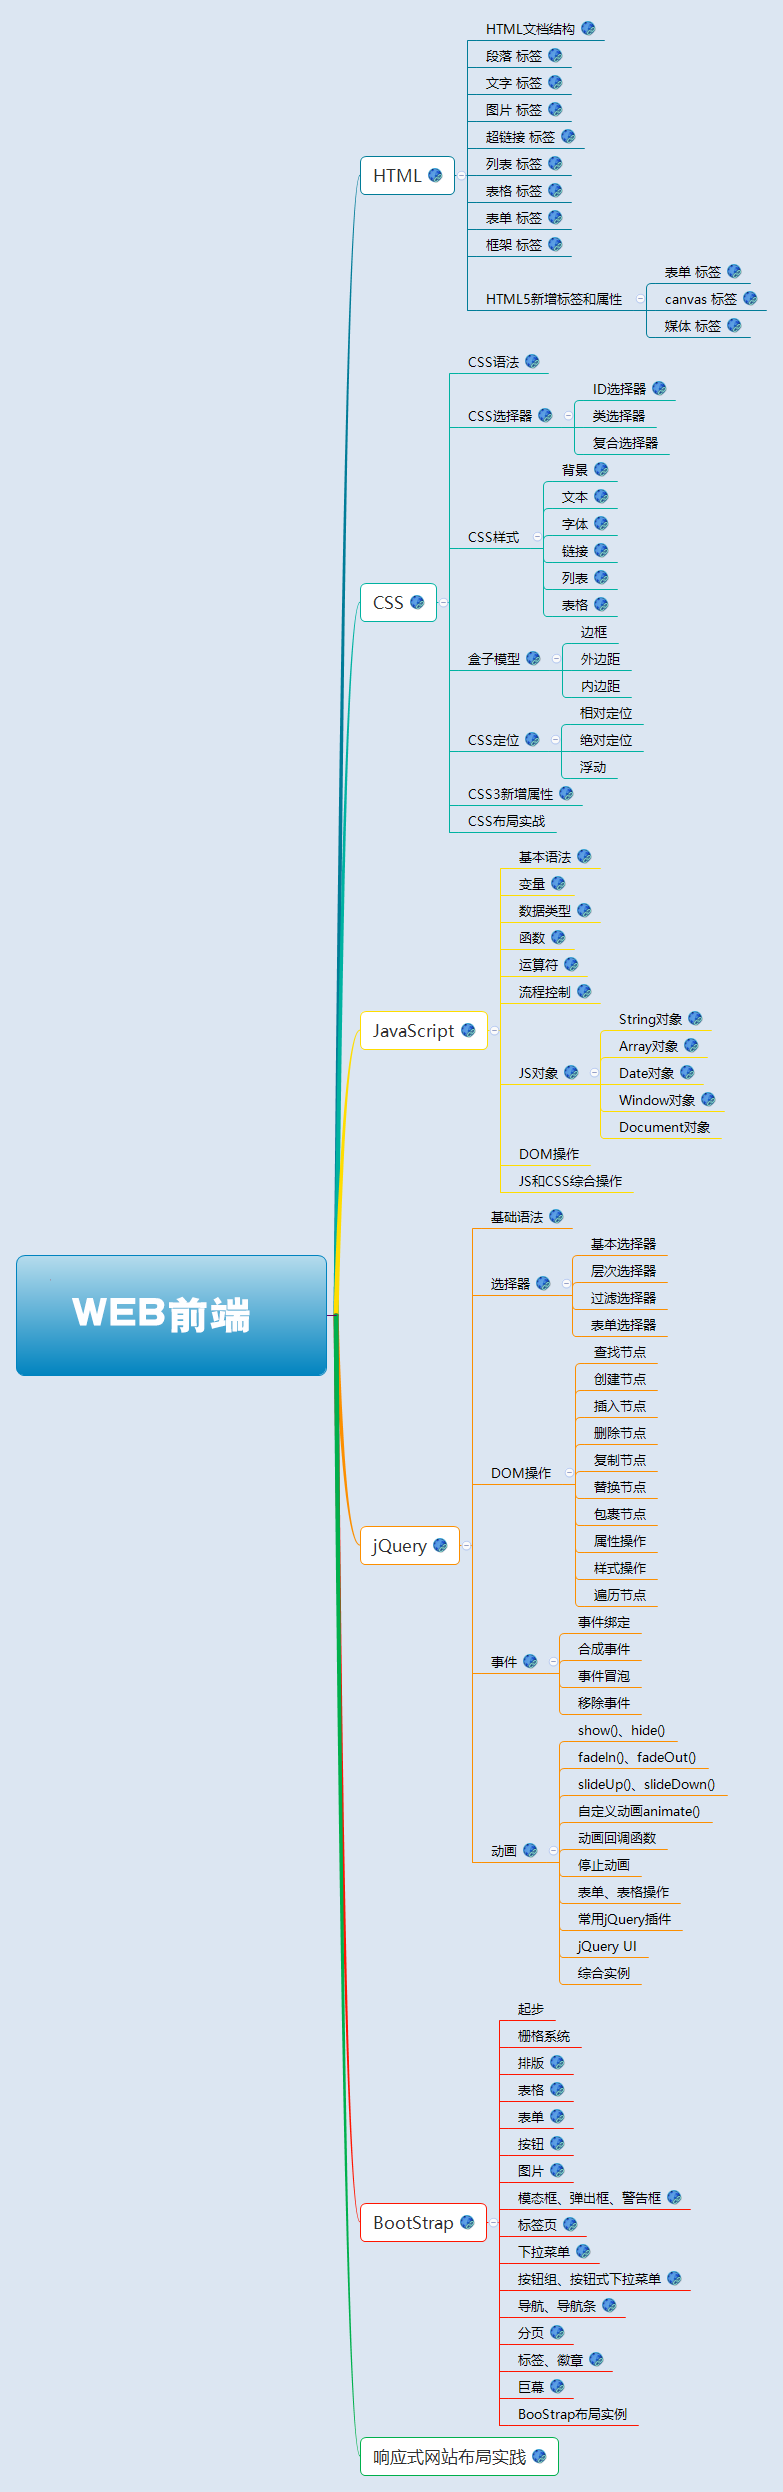 WEB前端
HTML
HTML文档结构
段落 标签
文字 标签
图片 标签
超链接 标签
列表 标签
表格 标签
表单 标签
框架 标签
HTML5新增标签和属性
表单 标签
canvas 标签
媒体 标签
CSS
CSS语法
CSS选择器
ID选择器
类选择器
复合选择器
CSS样式
背景
文本
字体
链接
列表
表格
盒子模型
边框
外边距
内边距
CSS定位
相对定位
绝对定位
浮动
CSS3新增属性
CSS布局实战
JavaScript
基本语法
变量
数据类型
函数
运算符
流程控制
JS对象
String对象
Array对象
Date对象
Window对象
Document对象
DOM操作
JS和CSS综合操作
jQuery
基础语法
选择器
基本选择器
层次选择器
过滤选择器
表单选择器
DOM操作
查找节点
创建节点
插入节点
删除节点
复制节点
替换节点
包裹节点
属性操作
样式操作
遍历节点
事件
事件绑定
合成事件
事件冒泡
移除事件
动画
show()、hide()
fadeIn()、fadeOut()
slideUp()、slideDown()
自定义动画animate()
动画回调函数
停止动画
表单、表格操作
常用jQuery插件
jQuery UI
综合实例
BootStrap
起步
栅格系统
排版
表格
表单
按钮
图片
模态框、弹出框、警告框
标签页
下拉菜单
按钮组、按钮式下拉菜单
导航、导航条
分页
标签、徽章
巨幕
BooStrap布局实例
响应式网站布局实践